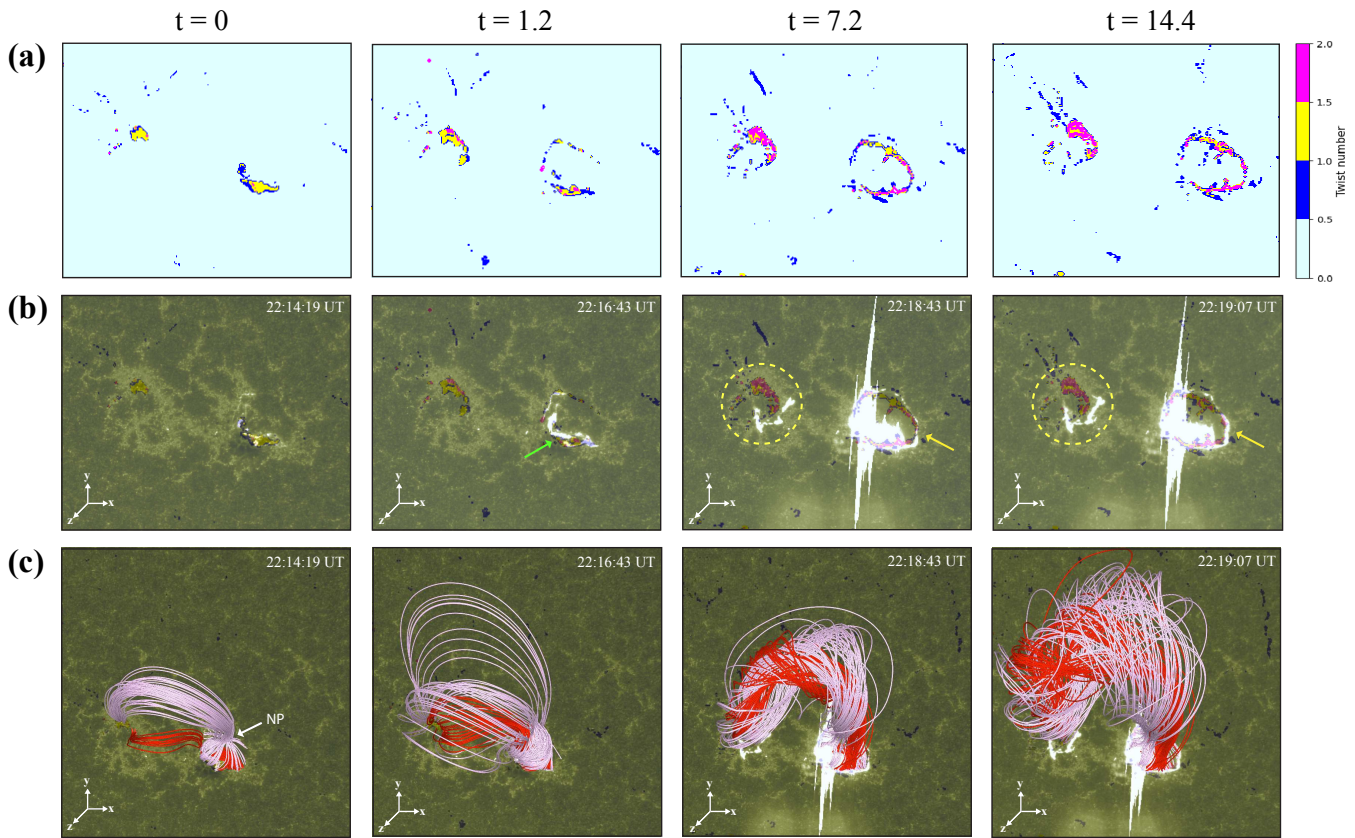 t = 0 t = 1.2 t = 7.2 t = 14.4
(a)
2.0
1.5
1.0
0.5
0.0
Twist number
(b)
22:14:19 UT 22:16:43 UT 22:18:43 UT 22:19:07 UT
y y y y
x x x x
z z z z
(c)
22:14:19 UT 22:16:43 UT 22:18:43 UT 22:19:07 UT
NP
y y y y
x x x x
z z z z